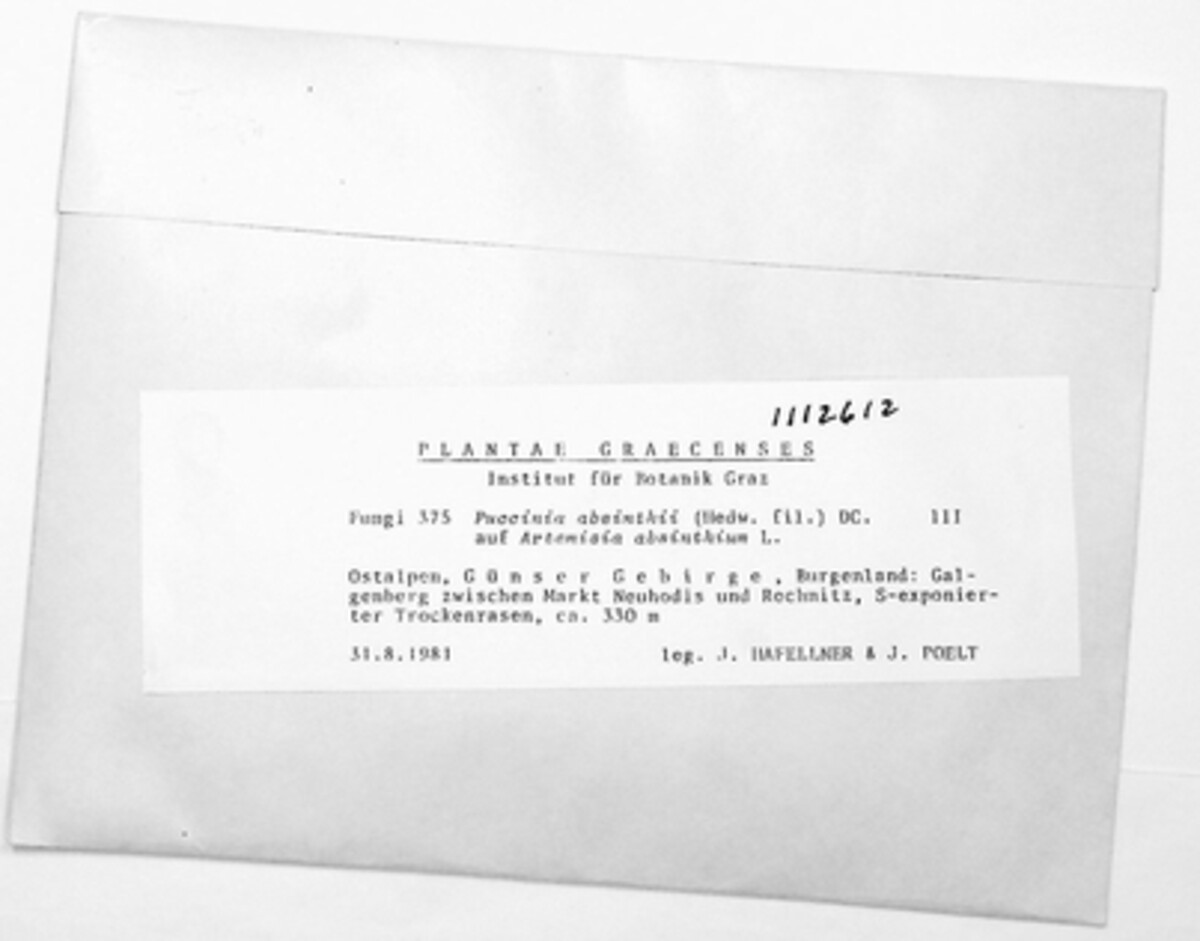 1112612
PLANTAE GRAECENSES
Institut für Botanik Graz
Fungi 375 Puccinia absinthii (Hedw. fil.) DC. III
auf Artemisia absinthium L.
Ostalpen, Günser Gebirge, Burgenland: Gal-
genberg zwischen Markt Neuhodis und Rechnitz, S-exponier-
ter Trockenrasen, ca. 330 m
31.8.1981 leg. J. HAFELLNER & J. POELT